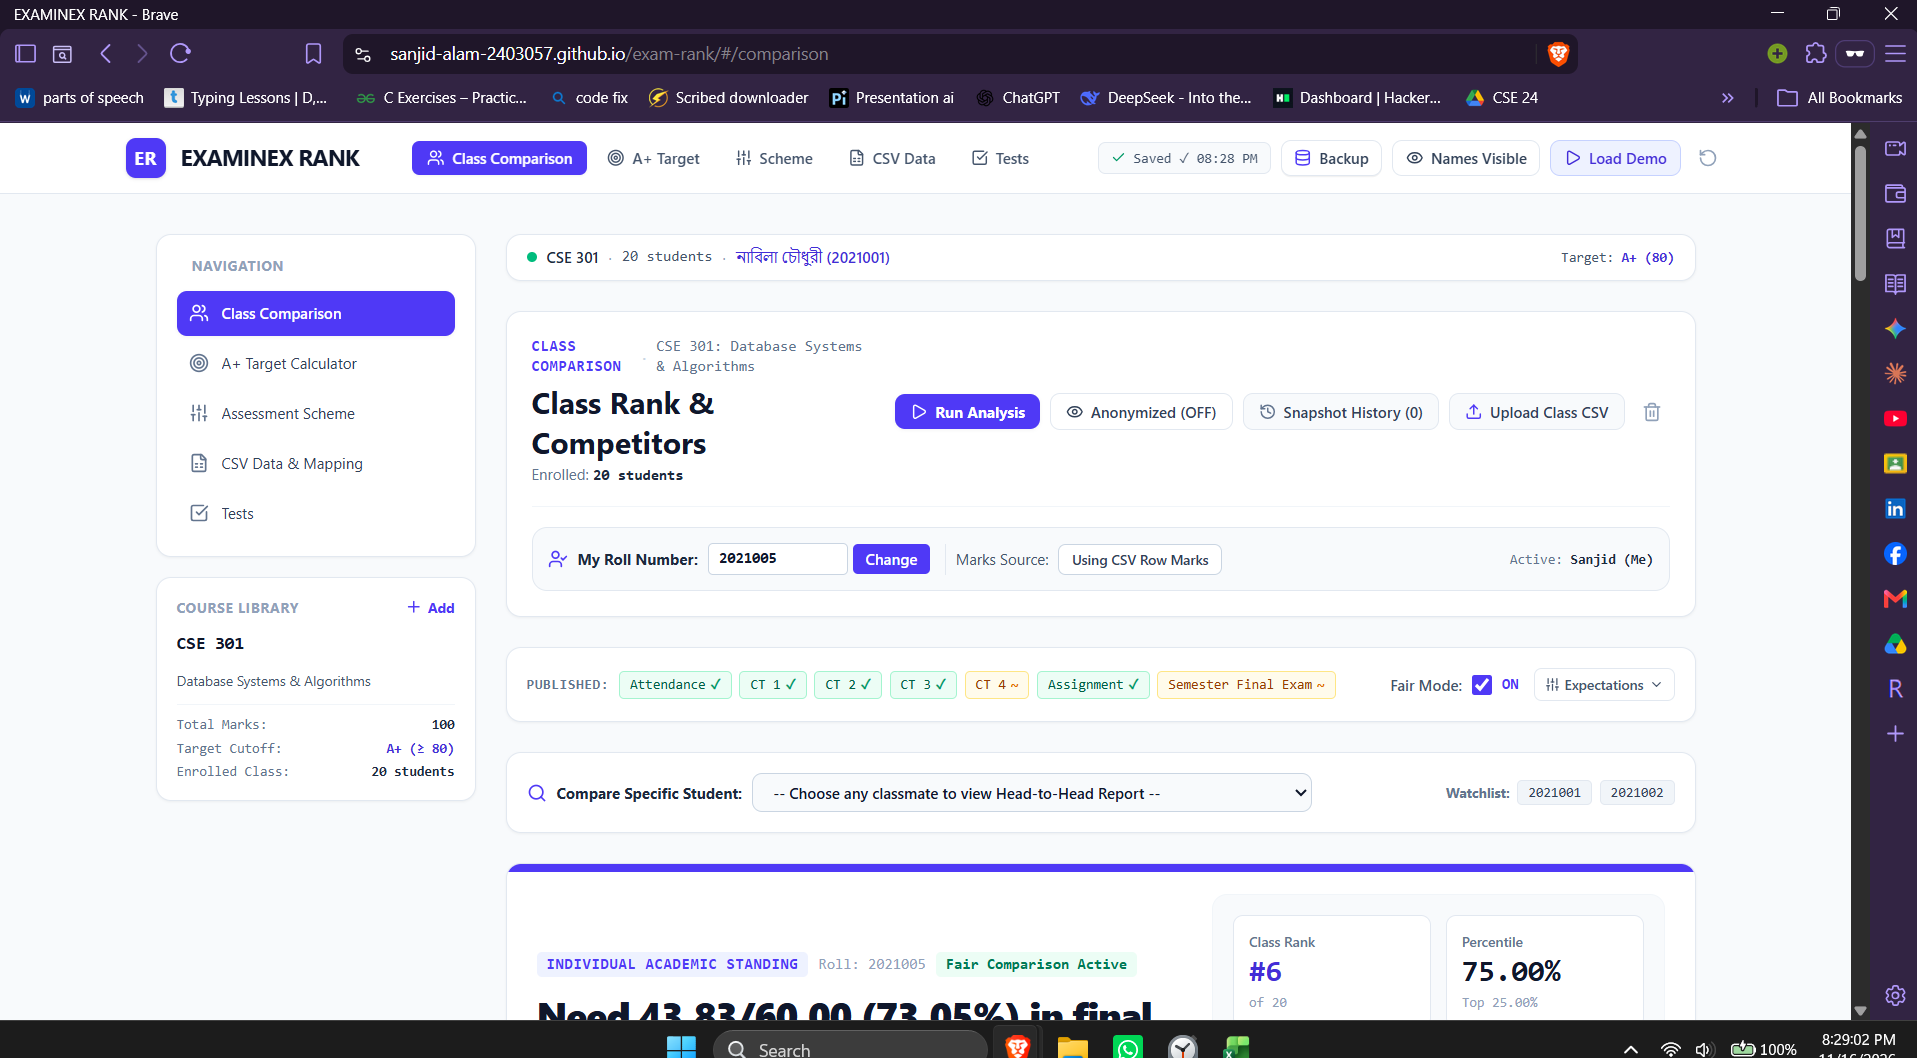 EXAMINEX RANK - Brave
sanjid-alam-2403057.github.io/exam-rank/#/comparison
parts of speech
Typing Lessons | D,...
C Exercises – Practic...
code fix
Scribed downloader
Presentation ai
ChatGPT
DeepSeek - Into the...
Dashboard | Hacker...
CSE 24
All Bookmarks
ER EXAMINEX RANK
Class Comparison
A+ Target
Scheme
CSV Data
Tests
Saved ✓ 08:28 PM
Backup
Names Visible
Load Demo
NAVIGATION
Class Comparison
A+ Target Calculator
Assessment Scheme
CSV Data & Mapping
Tests
COURSE LIBRARY
+ Add
CSE 301
Database Systems & Algorithms
Total Marks: 100
Target Cutoff: A+ (≥ 80)
Enrolled Class: 20 students
CSE 301 · 20 students · নাবিলা চৌধুরী (2021001)
Target: A+ (80)
CLASS COMPARISON
· CSE 301: Database Systems
& Algorithms
Class Rank &
Competitors
Enrolled: 20 students
Run Analysis
Anonymized (OFF)
Snapshot History (0)
Upload Class CSV
My Roll Number: 2021005 Change
Marks Source: Using CSV Row Marks
Active: Sanjid (Me)
PUBLISHED: Attendance ✓ CT 1 ✓ CT 2 ✓ CT 3 ✓ CT 4 ~ Assignment ✓ Semester Final Exam ~
Fair Mode: ON Expectations
Compare Specific Student: -- Choose any classmate to view Head-to-Head Report --
Watchlist: 2021001 2021002
INDIVIDUAL ACADEMIC STANDING Roll: 2021005 Fair Comparison Active
Need 43.83/60.00 (73.05%) in final
Class Rank
#6
of 20
Percentile
75.00%
Top 25.00%
Search
100%
8:29:02 PM